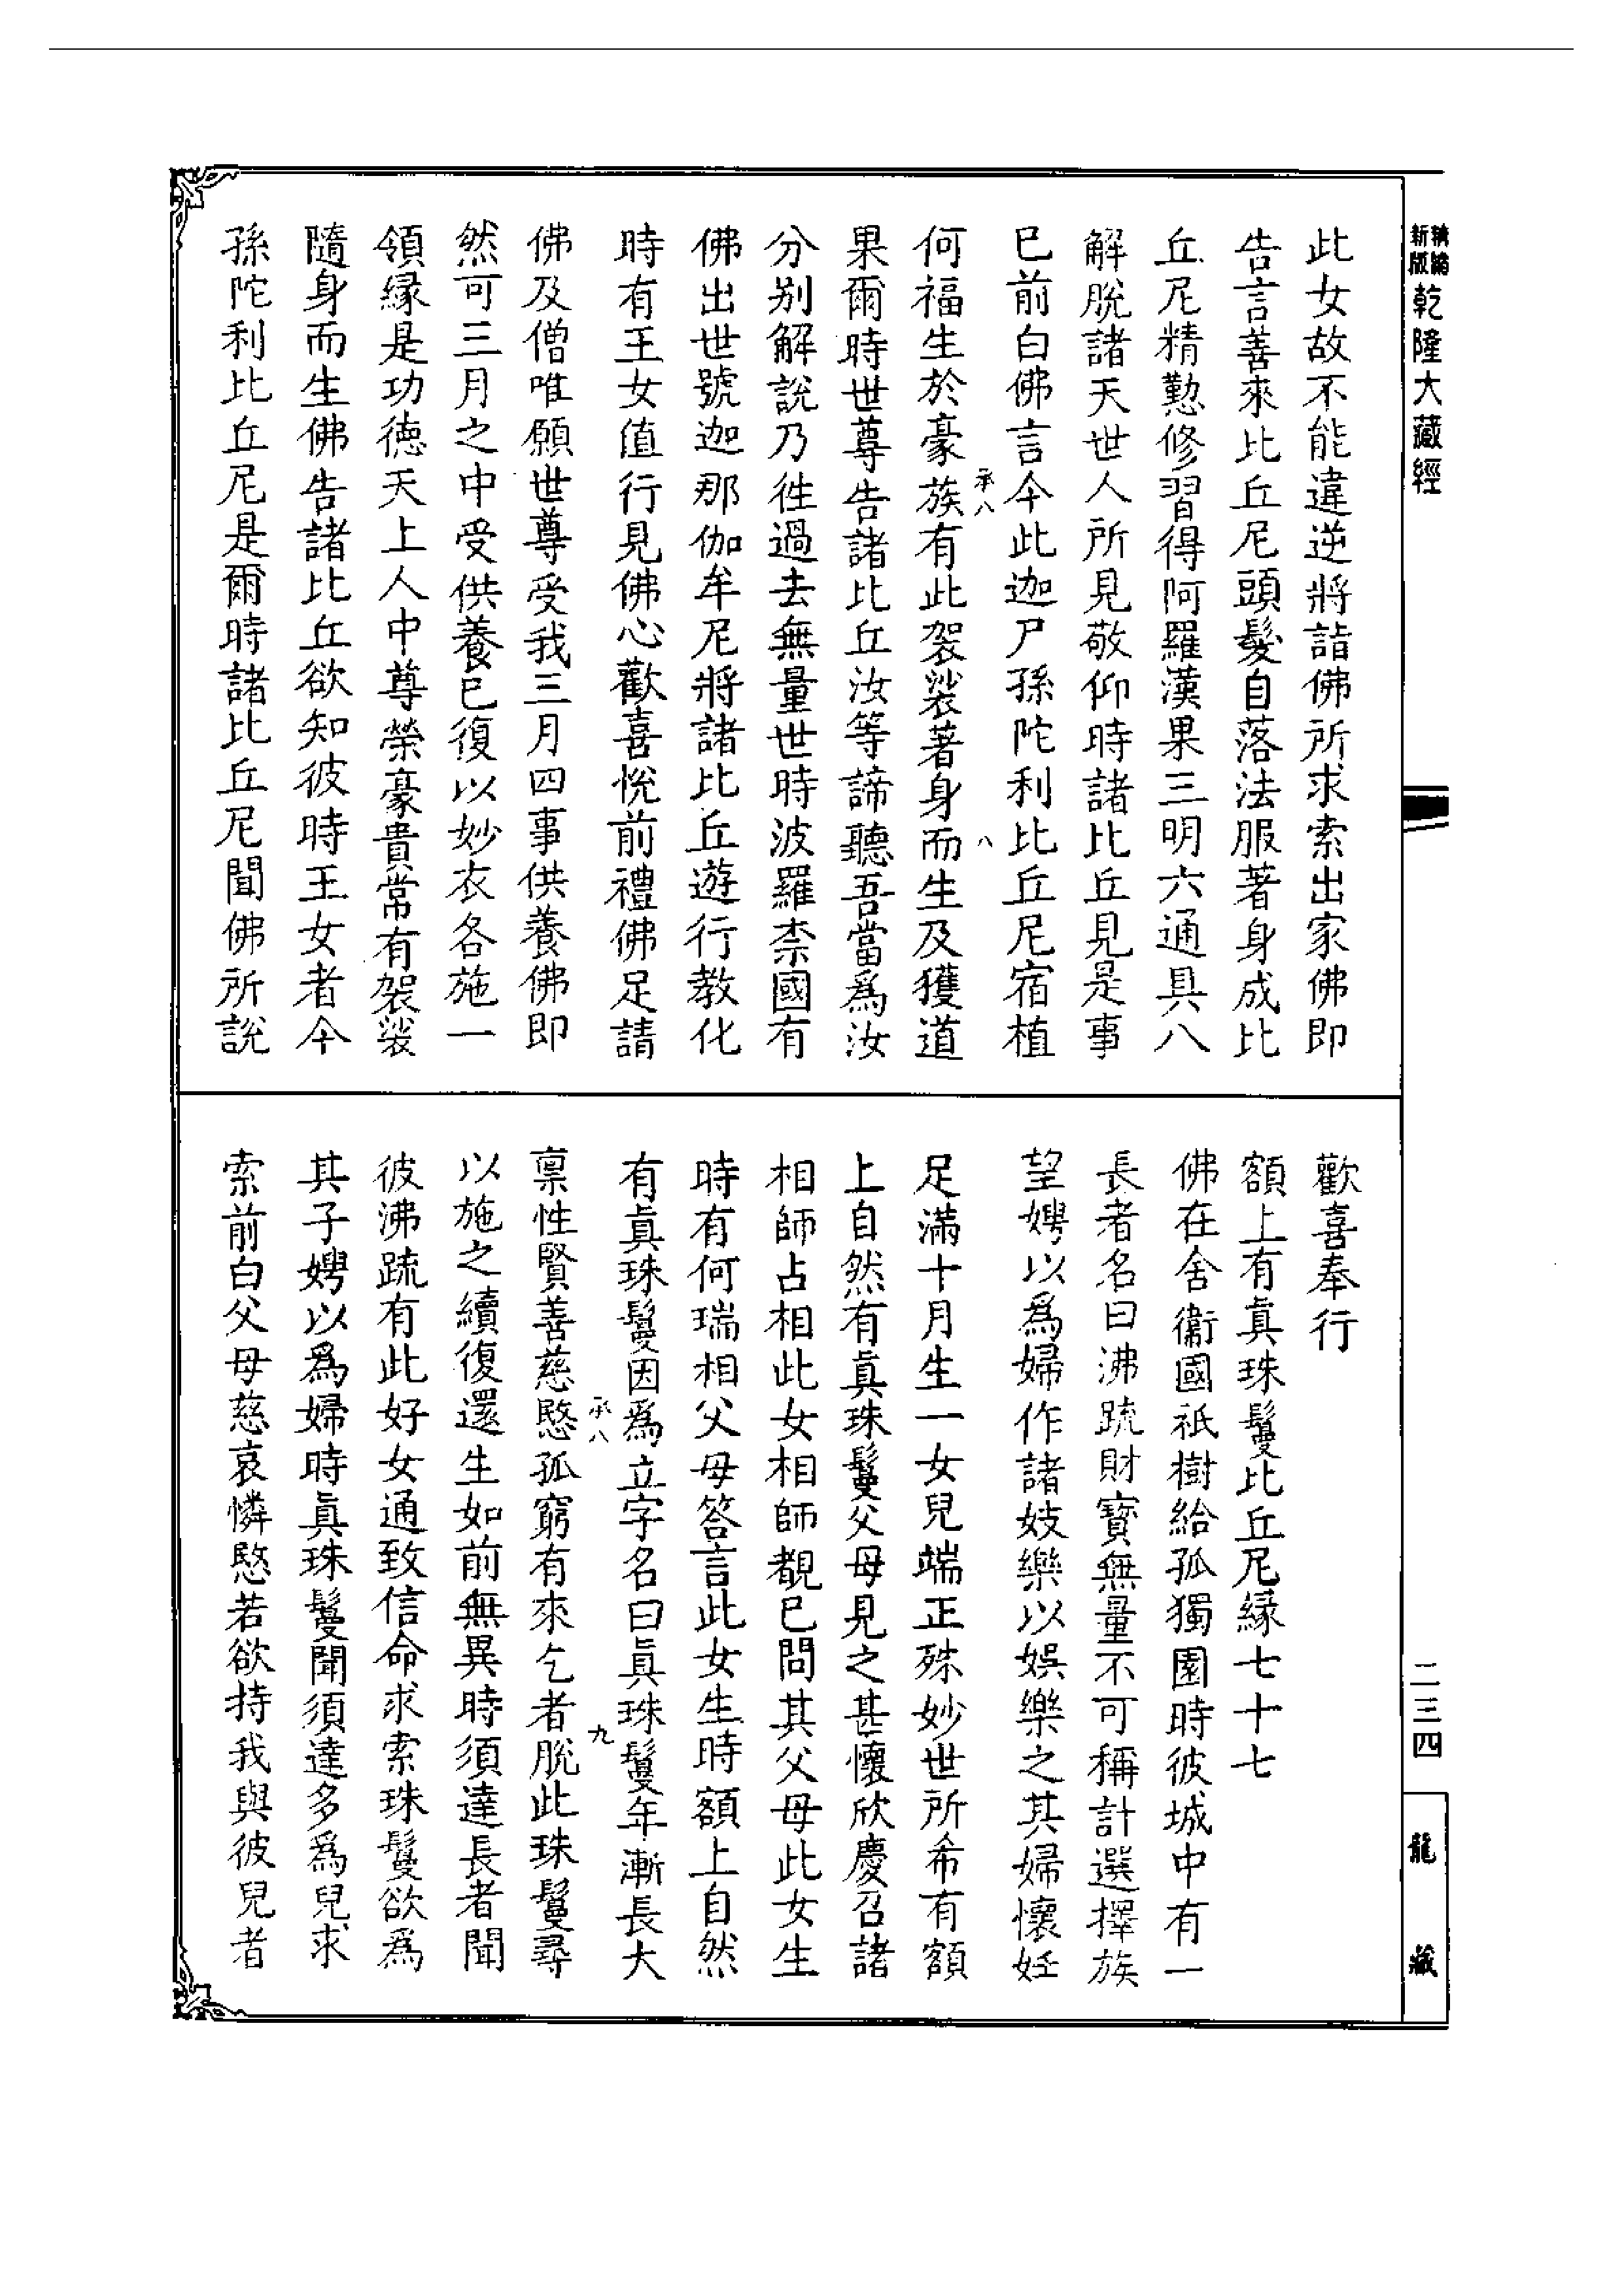 新版精縮乾隆大藏經
此女故不能違逆將詣佛所求索出家佛即
告言善來比丘尼頭髮自落法服著身成比
丘尼精懃修習得阿羅漢果三明六通具八
解脫諸天世人所見敬仰時諸比丘見是事
巳前白佛言今此迦尸孫陀利比丘尼宿植
何福生於豪族有此袈裟著身而生及獲道
承八
八
果爾時世尊告諸比丘汝等諦聽吾當爲汝
分別解說乃徃過去無量世時波羅柰國有
佛出世號迦那伽牟尼將諸比丘遊行教化
時有王女值行見佛心歡喜悅前禮佛足請
佛及僧唯願世尊受我三月四事供養佛即
然可三月之中受供養巳復以妙衣各施一
領緣是功德天上人中尊榮豪貴常有袈裟
隨身而生佛告諸比丘欲知彼時王女者今
孫陀利比丘尼是爾時諸比丘尼聞佛所說
歡喜奉行
額上有眞珠鬘比丘尼緣七十七
佛在舍衞國祇樹給孤獨園時彼城中有一
長者名曰沸疏財寶無量不可稱計選擇族
望娉以爲婦作諸妓樂以娛樂之其婦懷妊
足滿十月生一女兒端正殊妙世所希有額
上自然有眞珠鬘父母見之甚懷欣慶召諸
相師占相此女相師覩巳問其父母此女生
時有何瑞相父母答言此女生時額上自然
有眞珠鬘因爲立字名曰眞珠鬘年漸長大
承八
九
禀性賢善慈愍孤窮有來乞者脫此珠鬘尋
以施之續復還生如前無異時須達長者聞
彼沸疏有此好女通致信命求索珠鬘欲爲
其子娉以爲婦時眞珠鬘聞須達多爲兒求
索前白父母慈哀憐愍若欲持我與彼兒者
二三四
龍藏